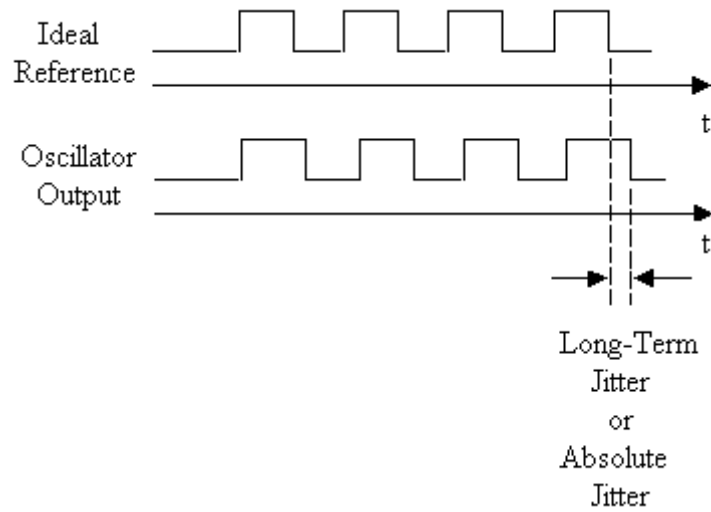 Ideal
Reference
t
Oscillator
Output
t
Long-Term
Jitter
or
Absolute
Jitter